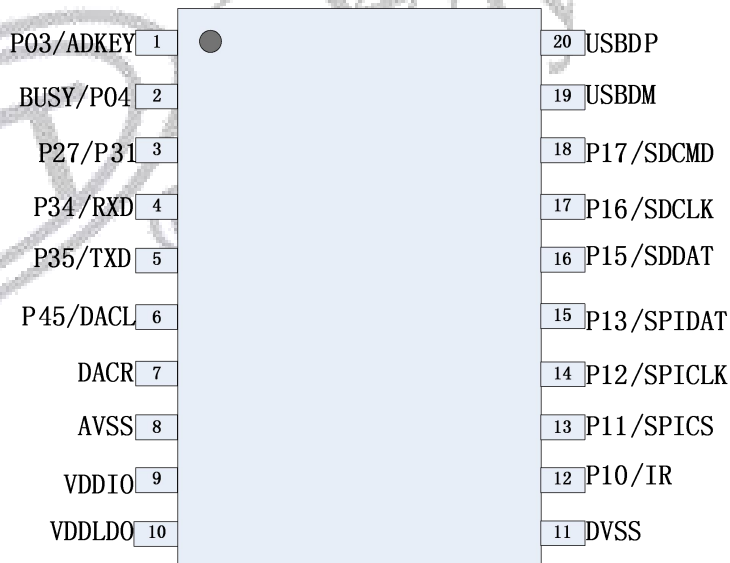 P03/ADKEY 1 20 USBDP
BUSY/P04 2 19 USBDM
P27/P31 3 18 P17/SDCMD
P34/RXD 4 17 P16/SDCLK
P35/TXD 5 16 P15/SDDAT
P45/DACL 6 15 P13/SPIDAT
DACR 7 14 P12/SPICLK
AVSS 8 13 P11/SPICS
VDDIO 9 12 P10/IR
VDDLDO 10 11 DVSS